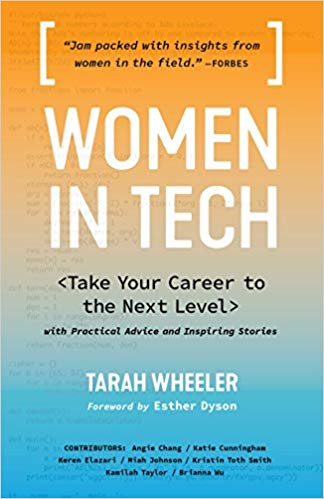 “Jam packed with insights from
women in the field.” —FORBES
WOMEN
IN TECH
<Take Your Career to
the Next Level>
with Practical Advice and Inspiring Stories
TARAH WHEELER
Foreword by Esther Dyson
CONTRIBUTORS: Angie Chang / Katie Cunningham
Keren Elazari / Miah Johnson / Kristin Toth Smith
Kamilah Taylor / Brianna Wu